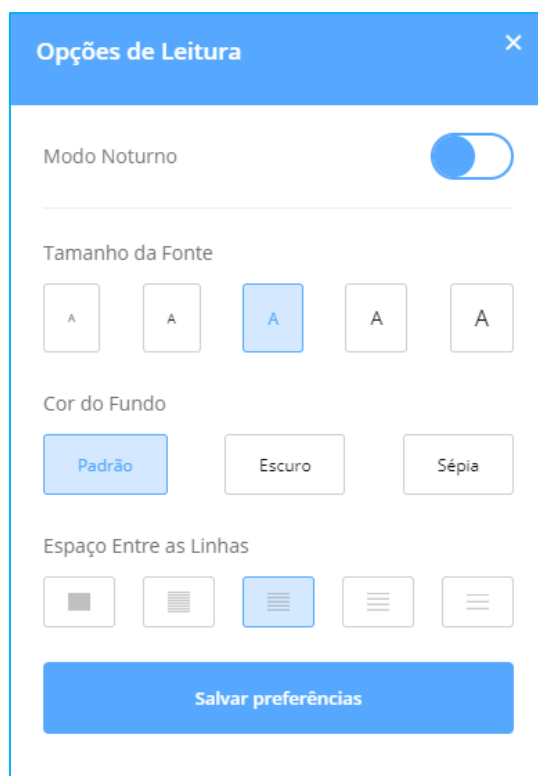 Opções de Leitura
×
Modo Noturno
Tamanho da Fonte
A A A A A
Cor do Fundo
Padrão Escuro Sépia
Espaço Entre as Linhas
Salvar preferências